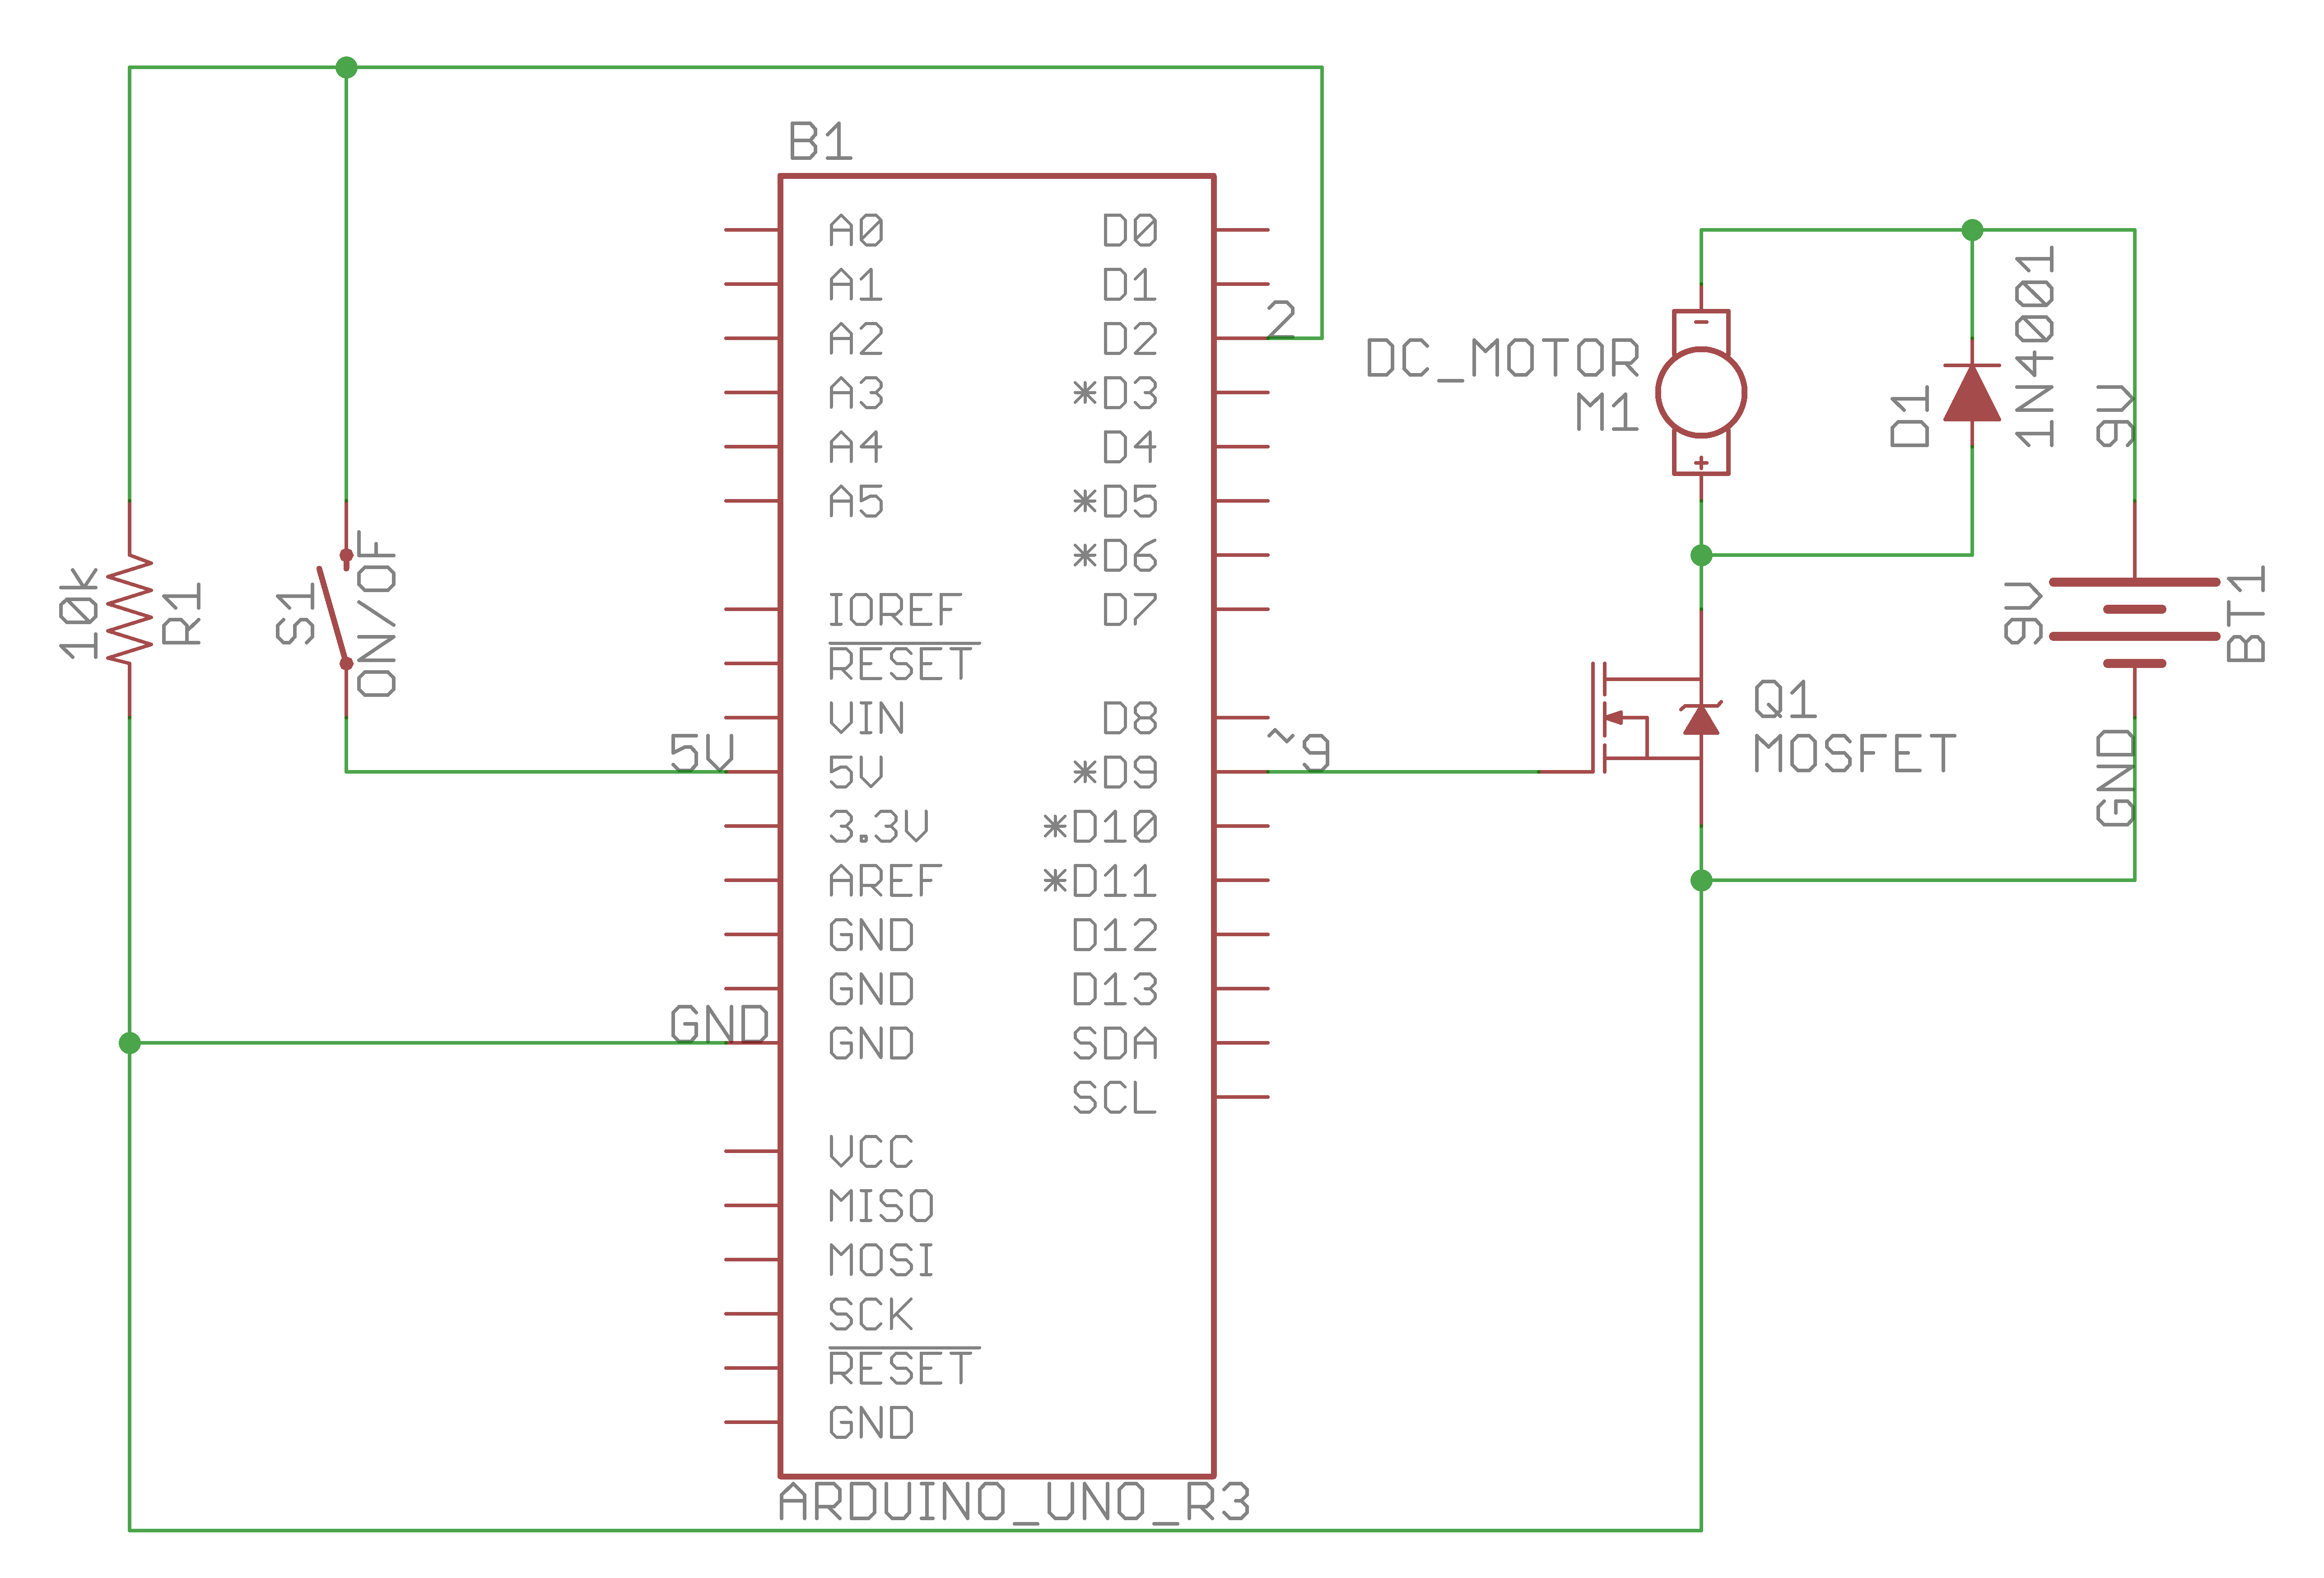 B1
A0
A1
A2
A3
A4
A5
IOREF
RESET
VIN
5V
3.3V
AREF
GND
GND
GND
VCC
MISO
MOSI
SCK
RESET
GND
D0
D1
D2
*D3
D4
*D5
*D6
D7
D8
*D9
*D10
*D11
D12
D13
SDA
SCL
ARDUINO_UNO_R3
10k
R1
S1
ON/OF
5V
GND
2
~9
DC_MOTOR
M1
-
+
D1
1N4001
Q1
MOSFET
9V
9V
BT1
GND